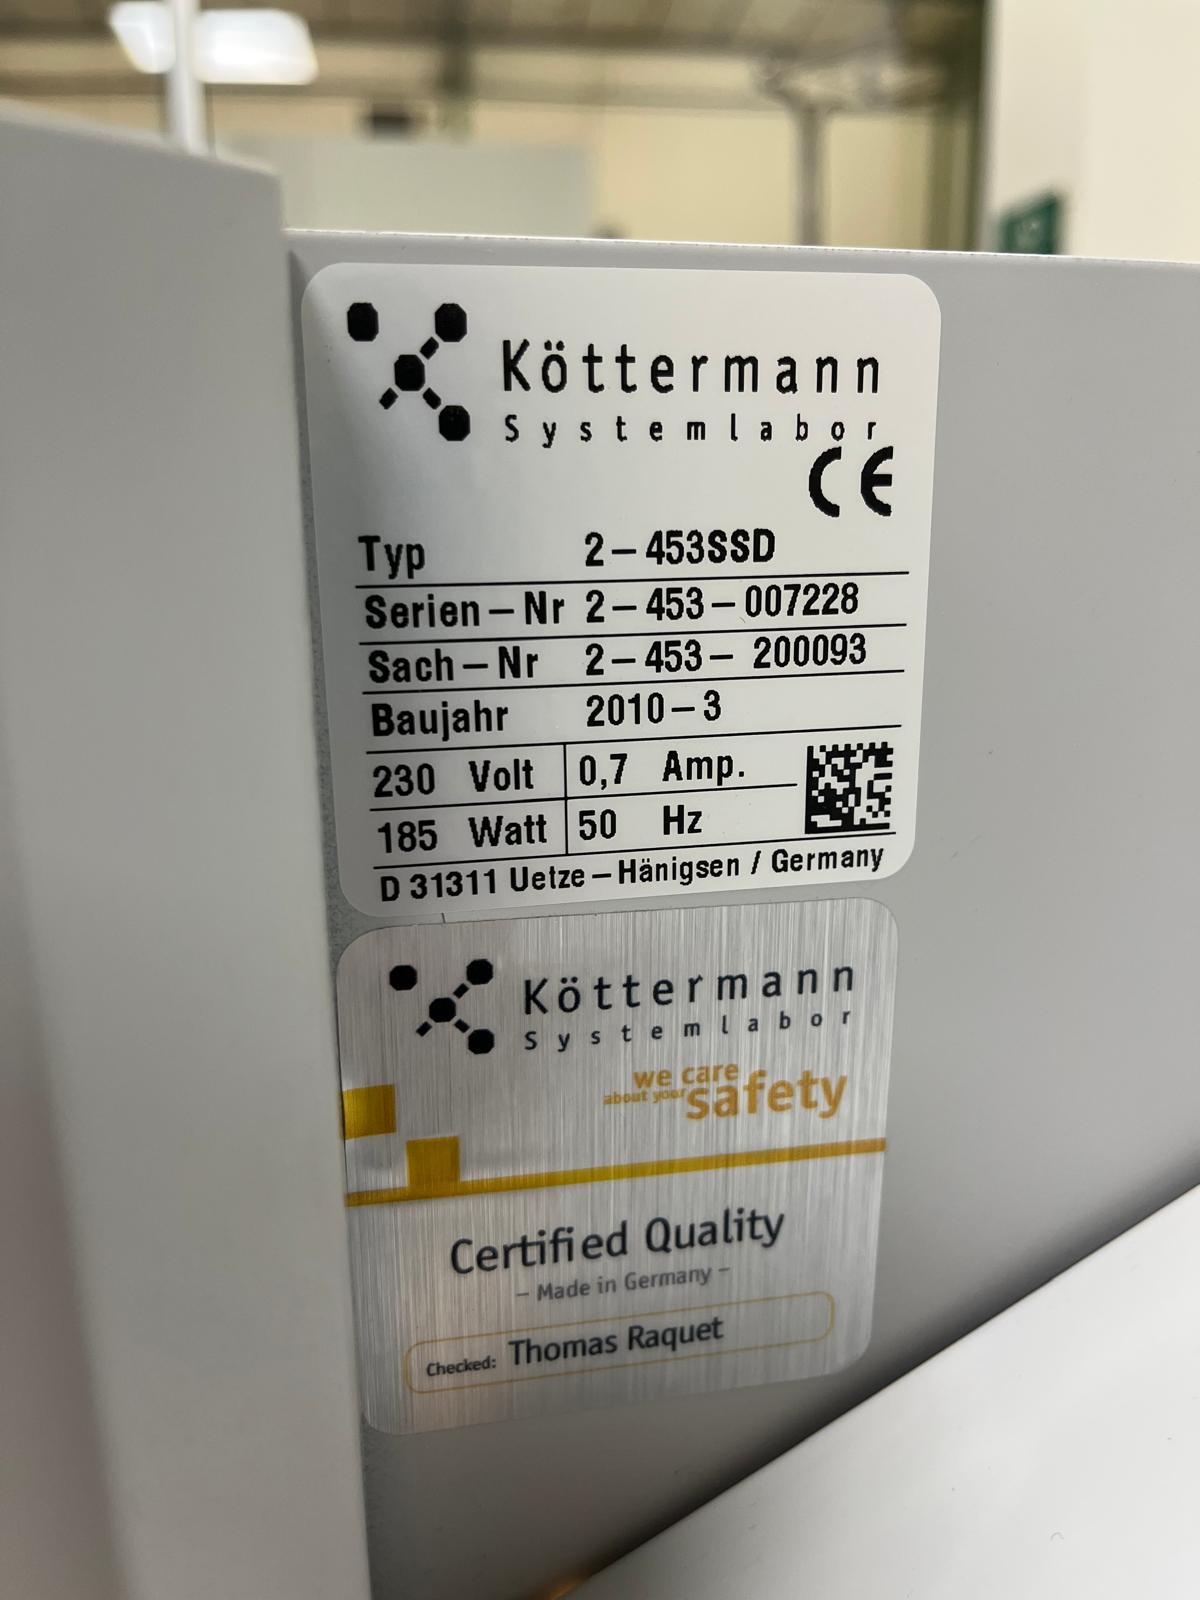 Köttermann
Systemlabor
CE
Typ 2-453SSD
Serien-Nr 2-453-007228
Sach-Nr 2-453- 200093
Baujahr 2010-3
230 Volt 0,7 Amp.
185 Watt 50 Hz
D 31311 Uetze-Hänigsen / Germany
Köttermann
Systemlabor
we care
about your safety
Certified Quality
- Made in Germany -
Checked: Thomas Raquet